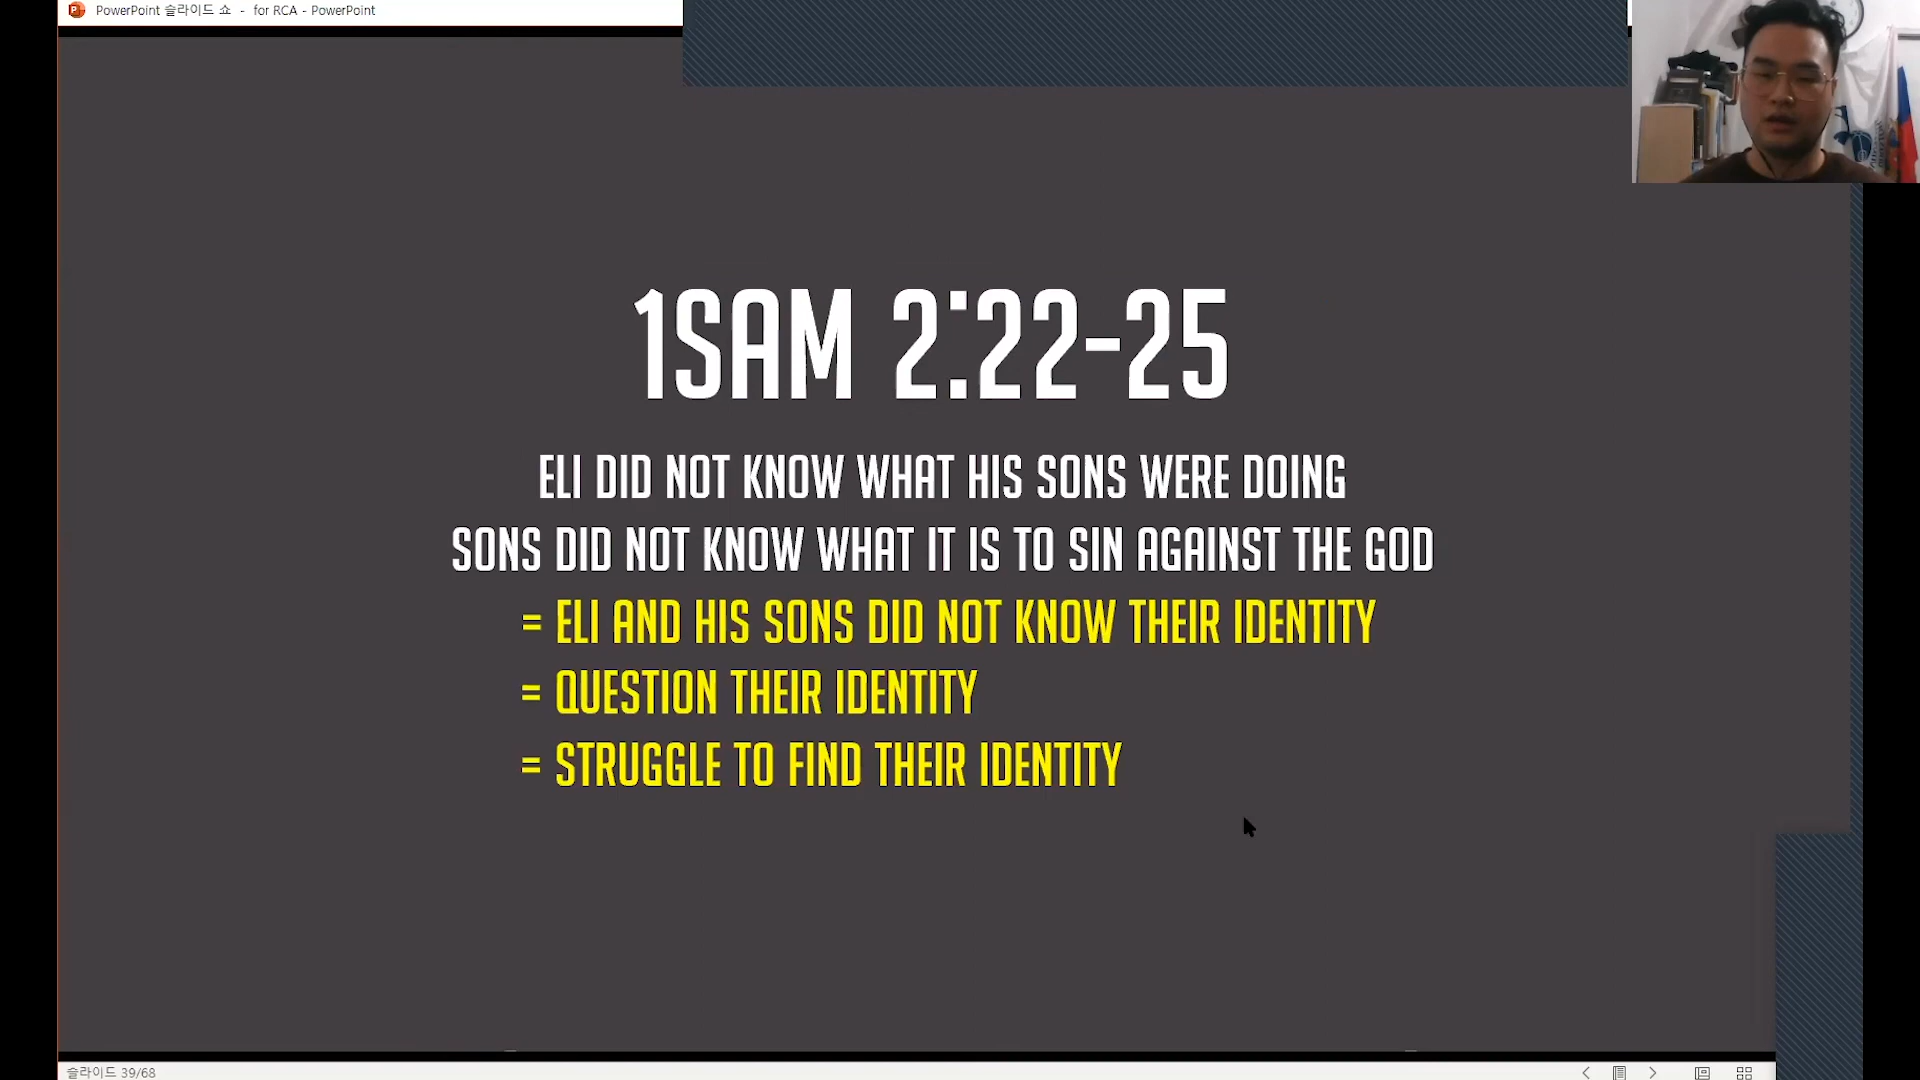 PowerPoint 슬라이드 쇼 - for RCA - PowerPoint
1SAM 2:22-25
ELI DID NOT KNOW WHAT HIS SONS WERE DOING
SONS DID NOT KNOW WHAT IT IS TO SIN AGAINST THE GOD
= ELI AND HIS SONS DID NOT KNOW THEIR IDENTITY
= QUESTION THEIR IDENTITY
= STRUGGLE TO FIND THEIR IDENTITY
슬라이드 39/68